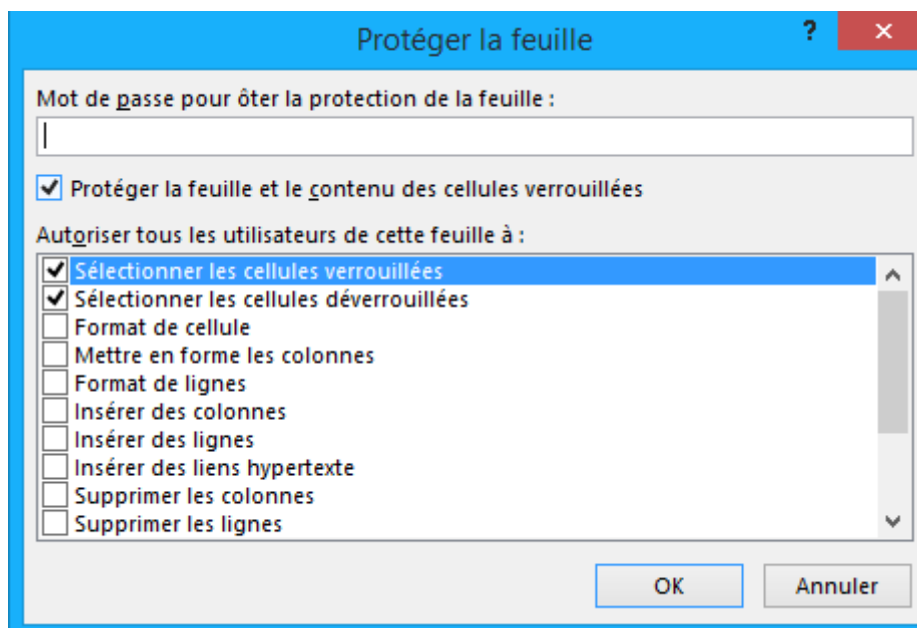 Protéger la feuille
?
Mot de passe pour ôter la protection de la feuille :
Protéger la feuille et le contenu des cellules verrouillées
Autoriser tous les utilisateurs de cette feuille à :
Sélectionner les cellules verrouillées
Sélectionner les cellules déverrouillées
Format de cellule
Mettre en forme les colonnes
Format de lignes
Insérer des colonnes
Insérer des lignes
Insérer des liens hypertexte
Supprimer les colonnes
Supprimer les lignes
OK
Annuler